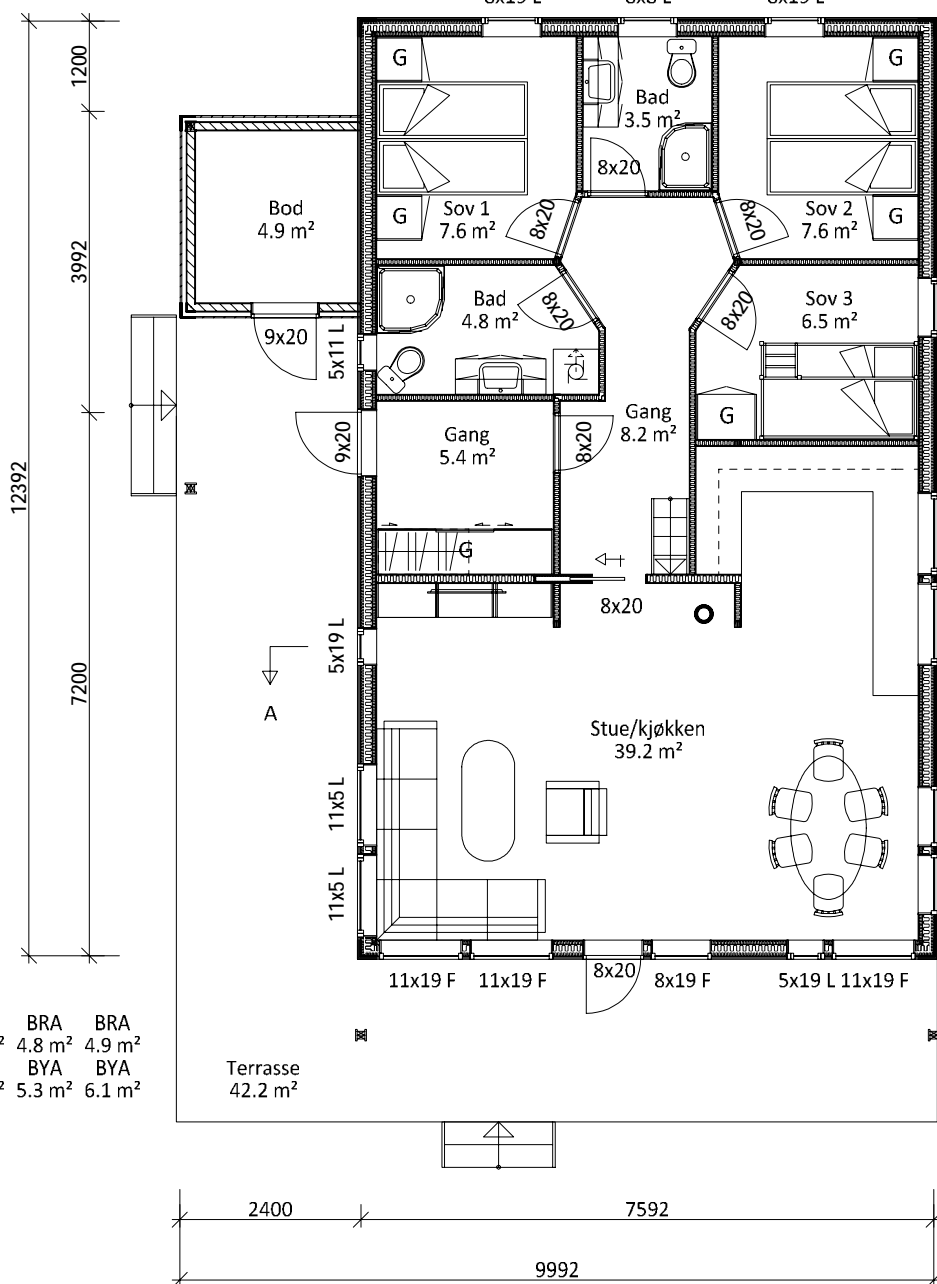 1200
G
G
Bad
3.5 m²
8x20
Bod
4.9 m²
G
Sov 1
7.6 m²
8x20
8x20
Sov 2
7.6 m²
G
3992
Bad
4.8 m²
8x20
8x20
Sov 3
6.5 m²
9x20
5x11 L
G
Gang
8.2 m²
9x20
Gang
5.4 m²
8x20
12392
G
8x20
5x19 L
7200
A
Stue/kjøkken
39.2 m²
11x5 L
11x5 L
11x19 F 11x19 F 8x20 8x19 F 5x19 L 11x19 F
BRA BRA
4.8 m² 4.9 m²
BYA BYA
5.3 m² 6.1 m²
Terrasse
42.2 m²
2400 7592
9992